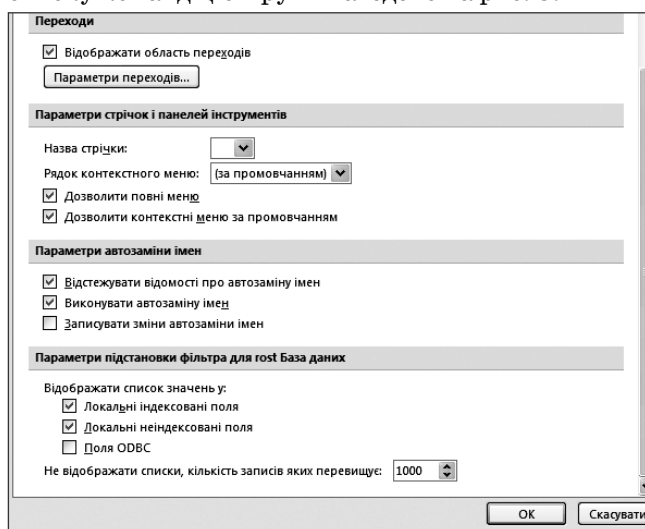 Переходи
Відображати область переходів
Параметри переходів...
Параметри стрічок і панелей інструментів
Назва стрічки:
Рядок контекстного меню: (за промовчанням)
Дозволити повні меню
Дозволити контекстні меню за промовчанням
Параметри автозаміни імен
Відстежувати відомості про автозаміну імен
Виконувати автозаміну імен
Записувати зміни автозаміни імен
Параметри підстановки фільтра для rost База даних
Відображати список значень у:
Локальні індексовані поля
Локальні неіндексовані поля
Поля ODBC
Не відображати списки, кількість записів яких перевищує: 1000
ОК Скасувати